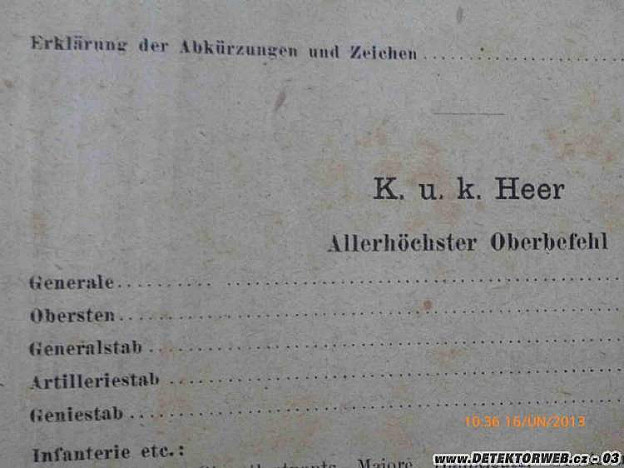 Erklärung der Abkürzungen und Zeichen
K. u. k. Heer
Allerhöchster Oberbefehl
Generale
Obersten
Generalstab
Artilleriestab
Geniestab
10:36 16/UN/2013
Infanterie etc.:
Majore
www.DETEKTORWEB.cz - 03